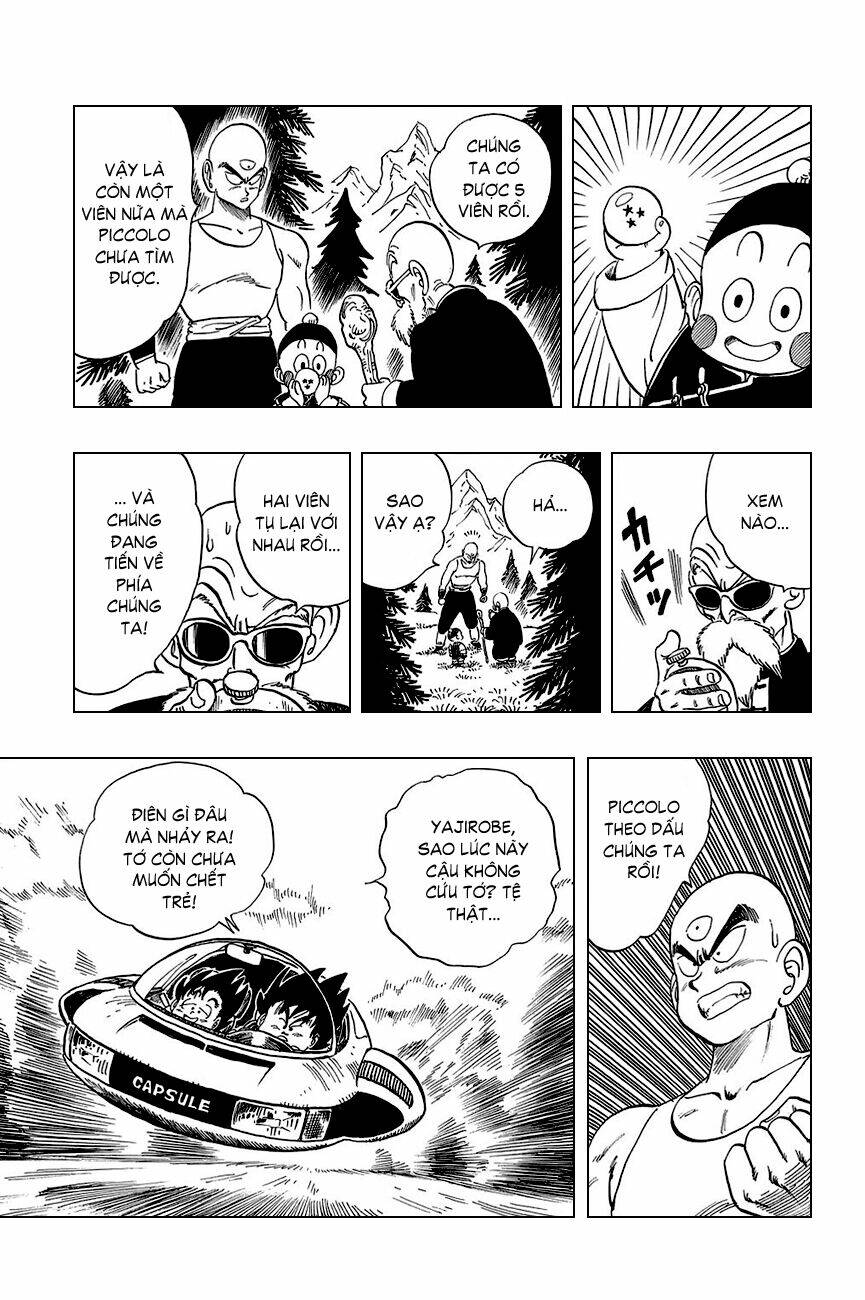 CHÚNG
TA CÓ
ĐƯỢC 5
VIÊN RỒI.
VẬY LÀ
CÒN MỘT
VIÊN NỮA MÀ
PICCOLO
CHƯA TÌM
ĐƯỢC.
XEM
NÀO...
カチッ
HẢ...
SAO
VẬY Ạ?
HAI VIÊN
TỤ LẠI VỚI
NHAU RỒI...
... VÀ
CHÚNG
ĐANG
TIẾN VỀ
PHÍA
CHÚNG
TA!
PICCOLO
THEO DẤU
CHÚNG TA
RỒI!
YAJIROBE,
SAO LÚC NÀY
CẬU KHÔNG
CỨU TỚ? TỆ
THẬT...
ĐIÊN GÌ ĐÂU
MÀ NHẢY RA!
TỚ CÒN CHƯA
MUỐN CHẾT
TRẺ!
CAPSULE